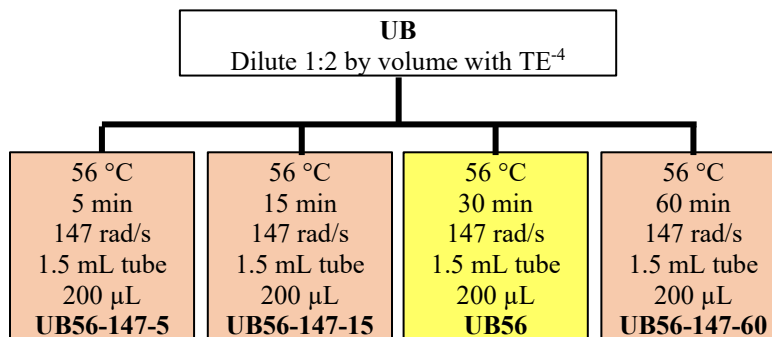 UB
Dilute 1:2 by volume with TE⁻⁴
56 °C
5 min
147 rad/s
1.5 mL tube
200 µL
UB56-147-5
56 °C
15 min
147 rad/s
1.5 mL tube
200 µL
UB56-147-15
56 °C
30 min
147 rad/s
1.5 mL tube
200 µL
UB56
56 °C
60 min
147 rad/s
1.5 mL tube
200 µL
UB56-147-60